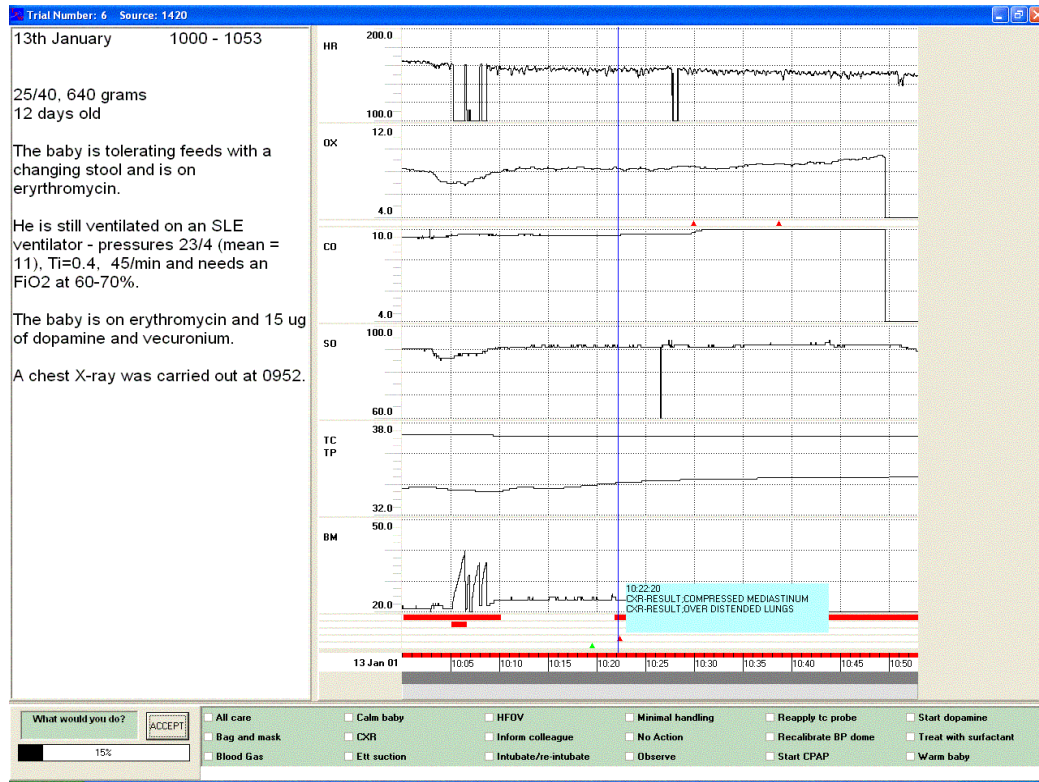 Trial Number: 6 Source: 1420
13th January 1000 - 1053
25/40, 640 grams
12 days old
The baby is tolerating feeds with a
changing stool and is on
eryrthromycin.
He is still ventilated on an SLE
ventilator - pressures 23/4 (mean =
11), Ti=0.4, 45/min and needs an
FiO2 at 60-70%.
The baby is on erythromycin and 15 ug
of dopamine and vecuronium.
A chest X-ray was carried out at 0952.
HR
200.0
100.0
OX
12.0
4.0
CO
10.0
4.0
SO
100.0
60.0
TC
TP
38.0
32.0
BM
50.0
20.0
10:22:20
CXR-RESULT;COMPRESSED MEDIASTINUM
CXR-RESULT;OVER DISTENDED LUNGS
13 Jan 01 10:05 10:10 10:15 10:20 10:25 10:30 10:35 10:40 10:45 10:50
What would you do?
ACCEPT
15%
All care Calm baby HFOV Minimal handling Reapply tc probe Start dopamine
Bag and mask CXR Inform colleague No Action Recalibrate BP dome Treat with surfactant
Blood Gas Ett suction Intubate/re-intubate Observe Start CPAP Warm baby